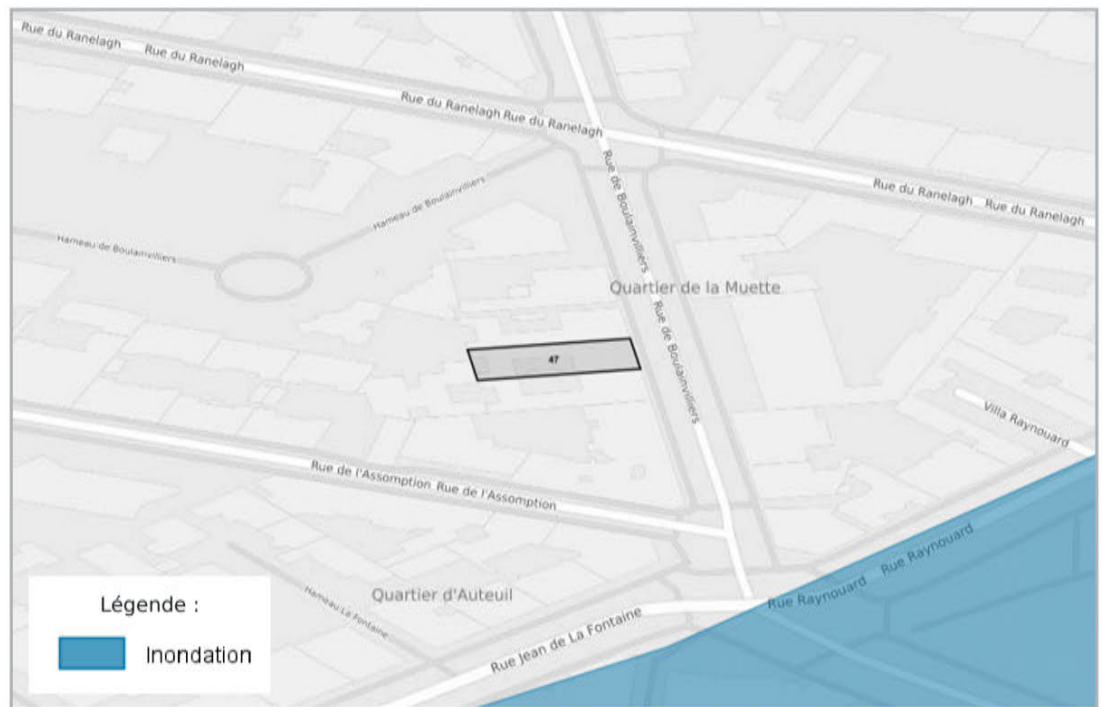 Rue du Ranelagh
Rue du Ranelagh
Rue du Ranelagh
Rue du Ranelagh
Rue de Boulainvilliers
Hameau de Boulainvilliers
Rue du Ranelagh
Rue du Ranelagh
Hameau de Boulainvilliers
Quartier de la Muette
Rue de Boulainvilliers
47
Villa Raynouard
Rue de l'Assomption
Rue de l'Assomption
Rue Raynouard
Rue Raynouard
Hameau La Fontaine
Quartier d'Auteuil
Rue Jean de La Fontaine
Légende :
Inondation